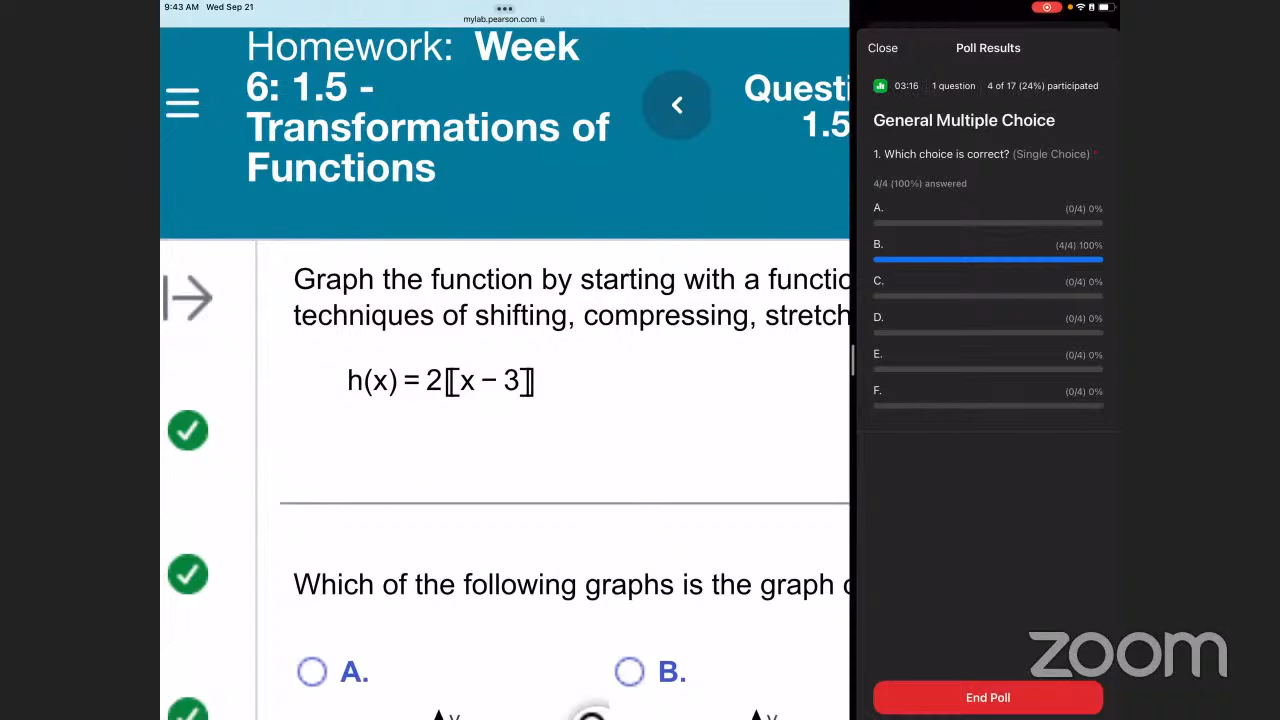 9:43 AM Wed Sep 21
mylab.pearson.com
Homework: Week
6: 1.5 -
Transformations of
Functions
Questi
1.5
Graph the function by starting with a functio
techniques of shifting, compressing, stretch
h(x) = 2⟦x − 3⟧
Which of the following graphs is the graph o
A.
B.
y
y
Close
Poll Results
03:16 1 question 4 of 17 (24%) participated
General Multiple Choice
1. Which choice is correct? (Single Choice) *
4/4 (100%) answered
A. (0/4) 0%
B. (4/4) 100%
C. (0/4) 0%
D. (0/4) 0%
E. (0/4) 0%
F. (0/4) 0%
zoom
End Poll